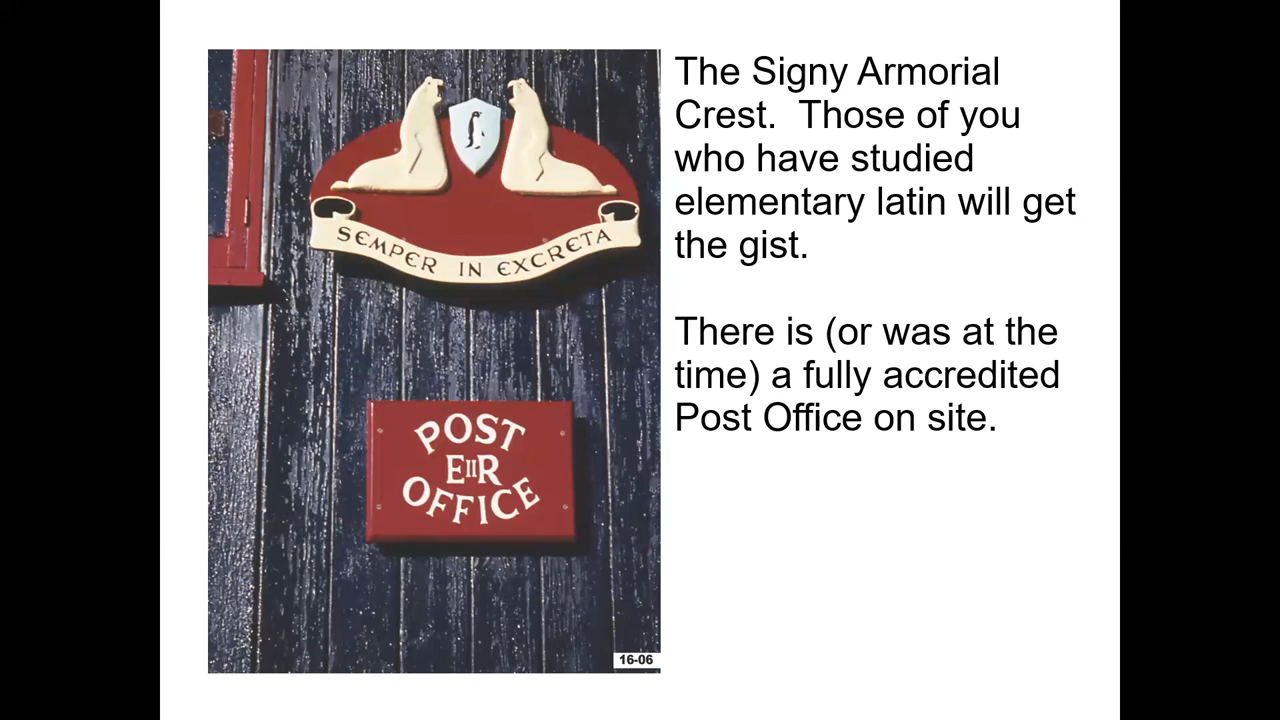 SEMPER IN EXCRETA
POST
EIIR
OFFICE
16-06
The Signy Armorial
Crest.  Those of you
who have studied
elementary latin will get
the gist.
There is (or was at the
time) a fully accredited
Post Office on site.